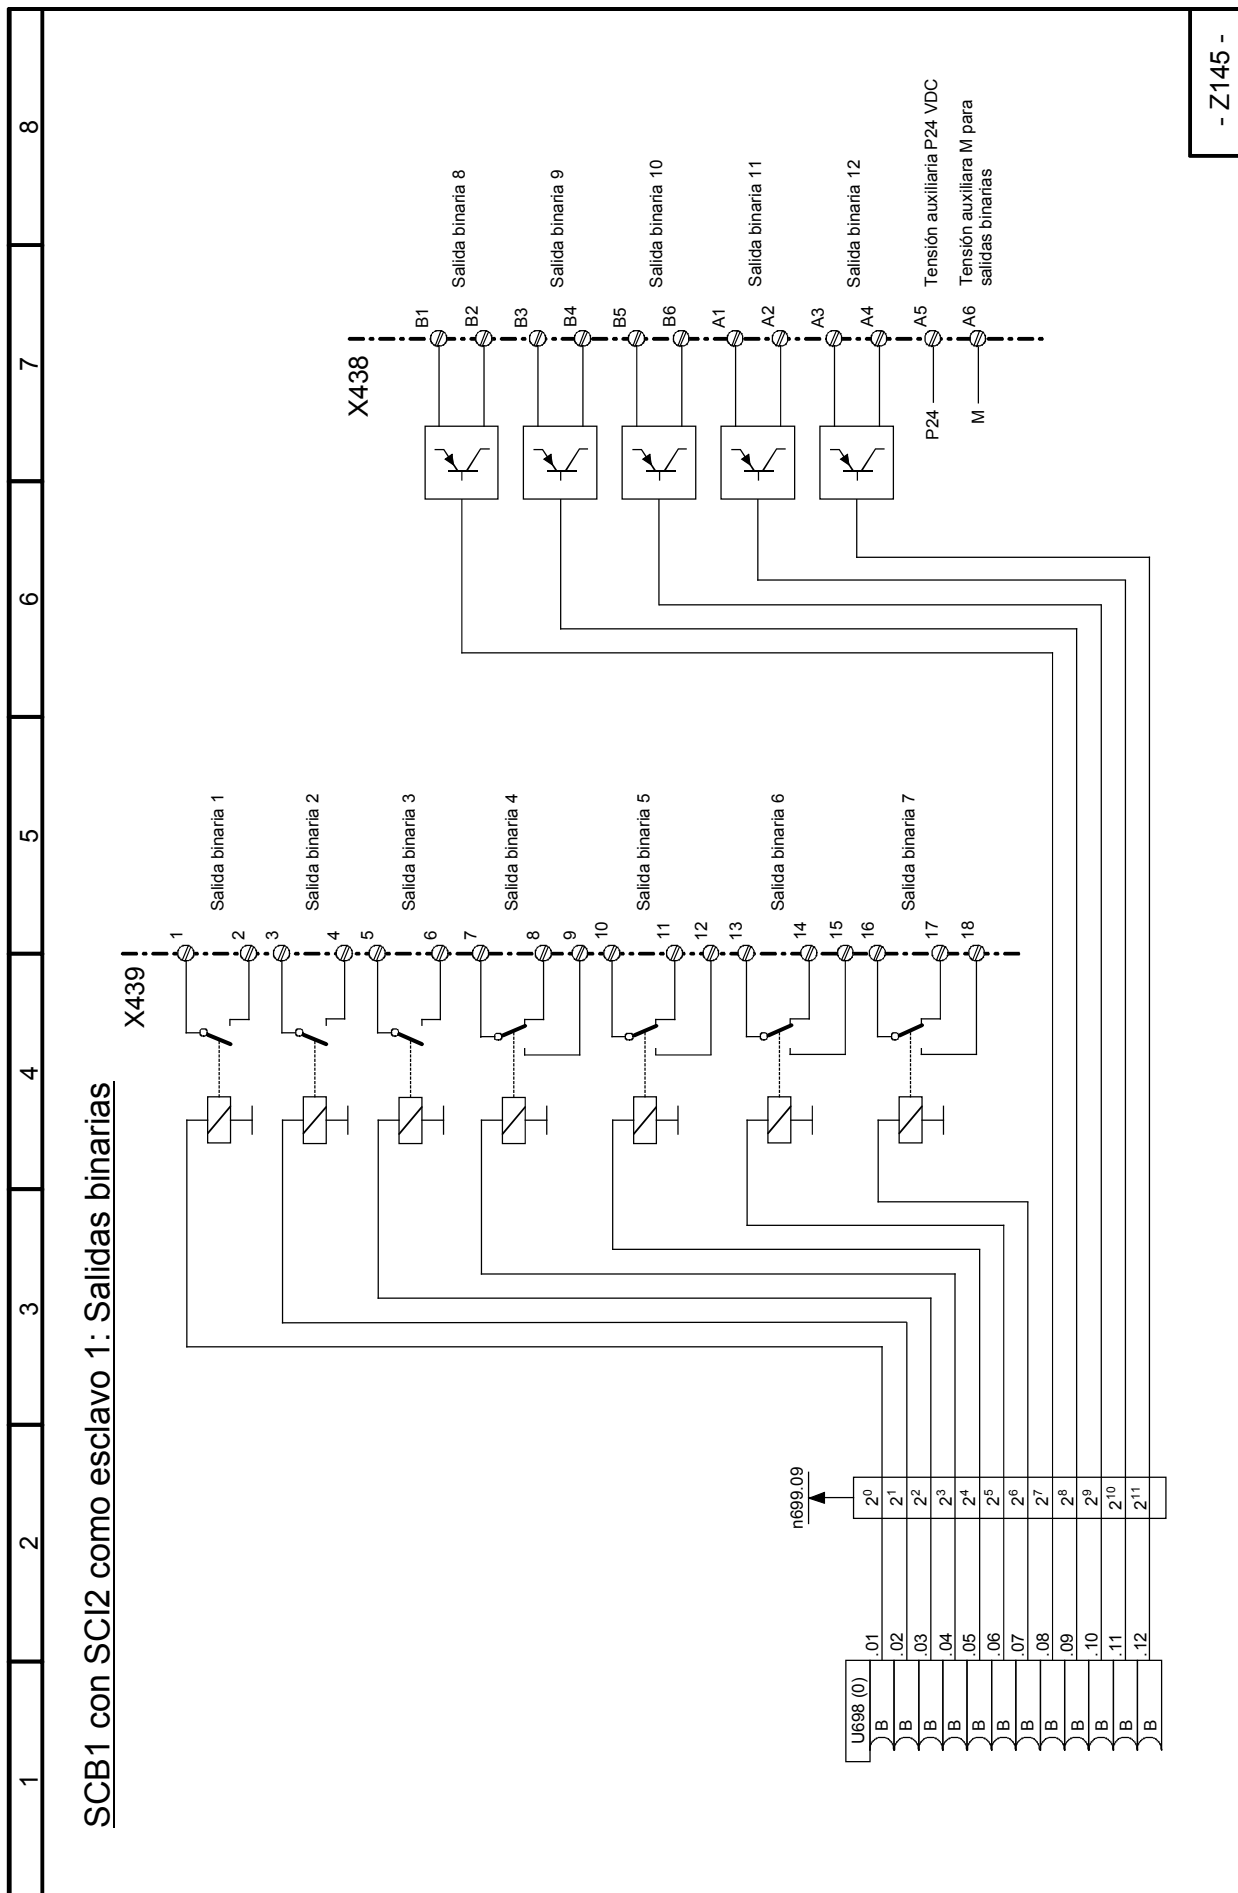 1
2
3
4
5
6
7
8
SCB1 con SCI2 como esclavo 1: Salidas binarias
X439
1
2
Salida binaria 1
3
4
Salida binaria 2
5
6
Salida binaria 3
7
8
9
Salida binaria 4
10
11
12
Salida binaria 5
13
14
15
Salida binaria 6
16
17
18
Salida binaria 7
X438
B1
B2
Salida binaria 8
B3
B4
Salida binaria 9
B5
B6
Salida binaria 10
A1
A2
Salida binaria 11
A3
A4
Salida binaria 12
P24
A5
Tensión auxiliaria P24 VDC
M
A6
Tensión auxiliara M para
salidas binarias
n699.09
U698 (0)
B .01 2⁰
B .02 2¹
B .03 2²
B .04 2³
B .05 2⁴
B .06 2⁵
B .07 2⁶
B .08 2⁷
B .09 2⁸
B .10 2⁹
B .11 2¹⁰
B .12 2¹¹
- Z145 -